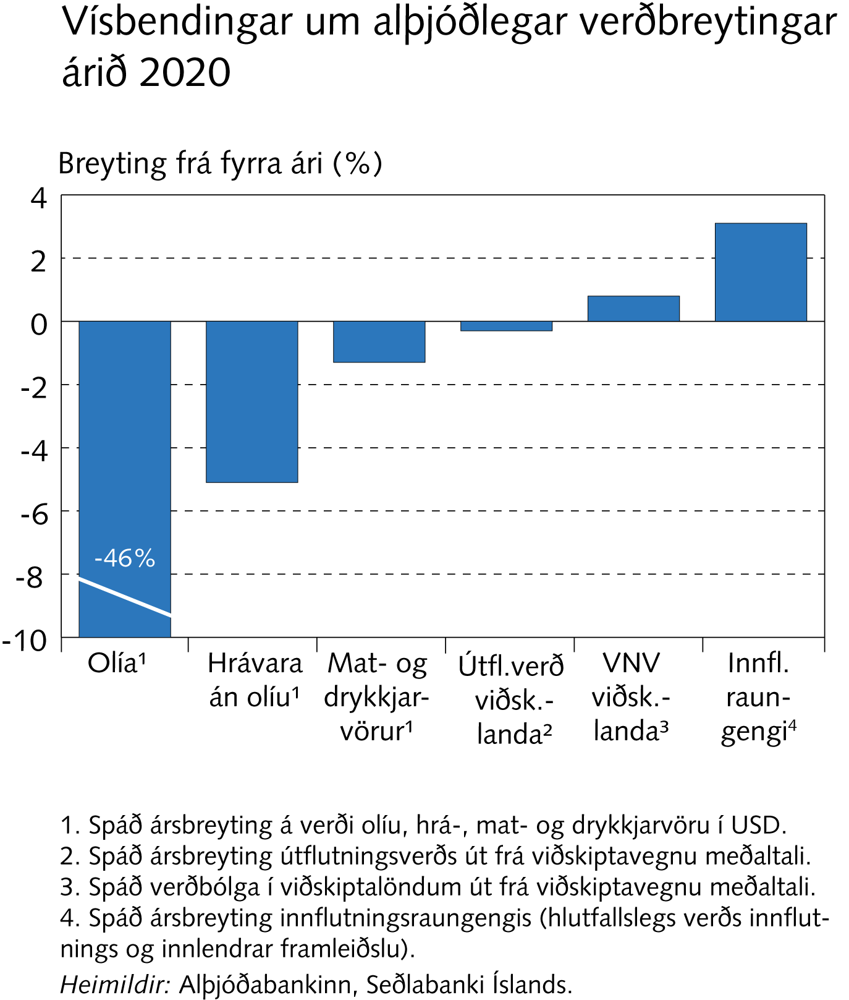 Vísbendingar um alþjóðlegar verðbreytingar
árið 2020
Breyting frá fyrra ári (%)
4
2
0
-2
-4
-6
-8
-10
-46%
Olía¹
Hrávara
án olíu¹
Mat- og
drykkjar-
vörur¹
Útfl.verð
viðsk.-
landa²
VNV
viðsk.-
landa³
Innfl.
raun-
gengi⁴
1. Spáð ársbreyting á verði olíu, hrá-, mat- og drykkjarvöru í USD.
2. Spáð ársbreyting útflutningsverðs út frá viðskiptavegnu meðaltali.
3. Spáð verðbólga í viðskiptalöndum út frá viðskiptavegnu meðaltali.
4. Spáð ársbreyting innflutningsraungengis (hlutfallslegs verðs innflut-
nings og innlendrar framleiðslu).
Heimildir: Alþjóðabankinn, Seðlabanki Íslands.